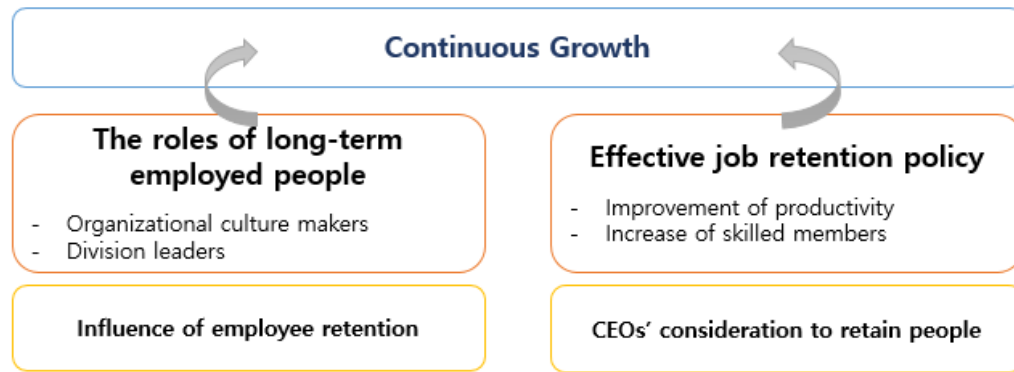 Continuous Growth
The roles of long-term
employed people
- Organizational culture makers
- Division leaders
Effective job retention policy
- Improvement of productivity
- Increase of skilled members
Influence of employee retention
CEOs' consideration to retain people